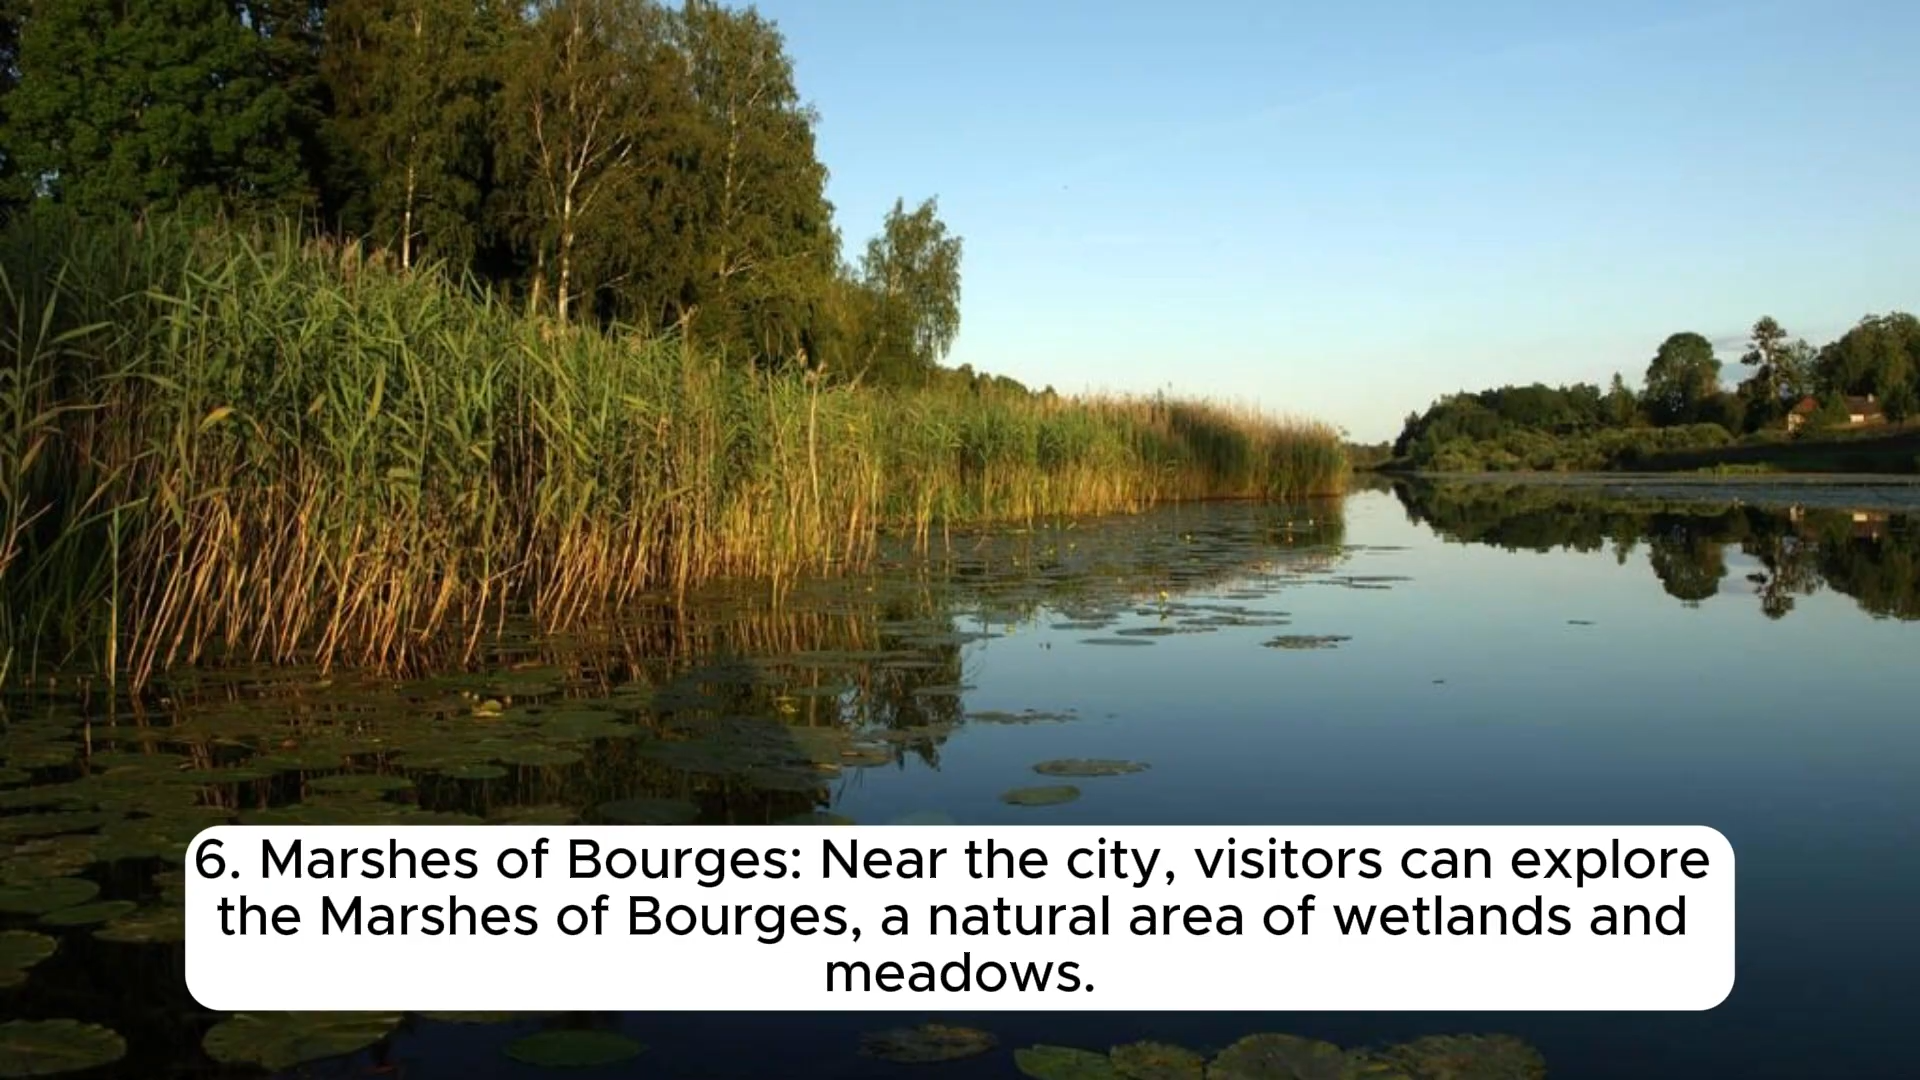 6. Marshes of Bourges: Near the city, visitors can explore
the Marshes of Bourges, a natural area of wetlands and
meadows.